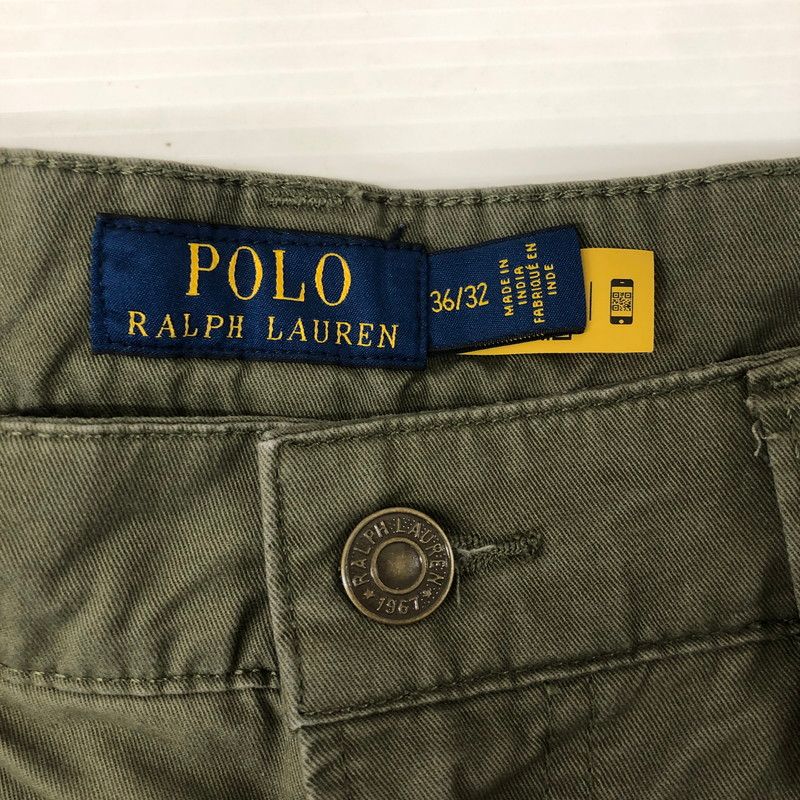 POLO
RALPH LAUREN
36/32
MADE IN
INDIA
FABRIQUÉ EN
INDE
RALPH LAUREN
★ 1967 ★